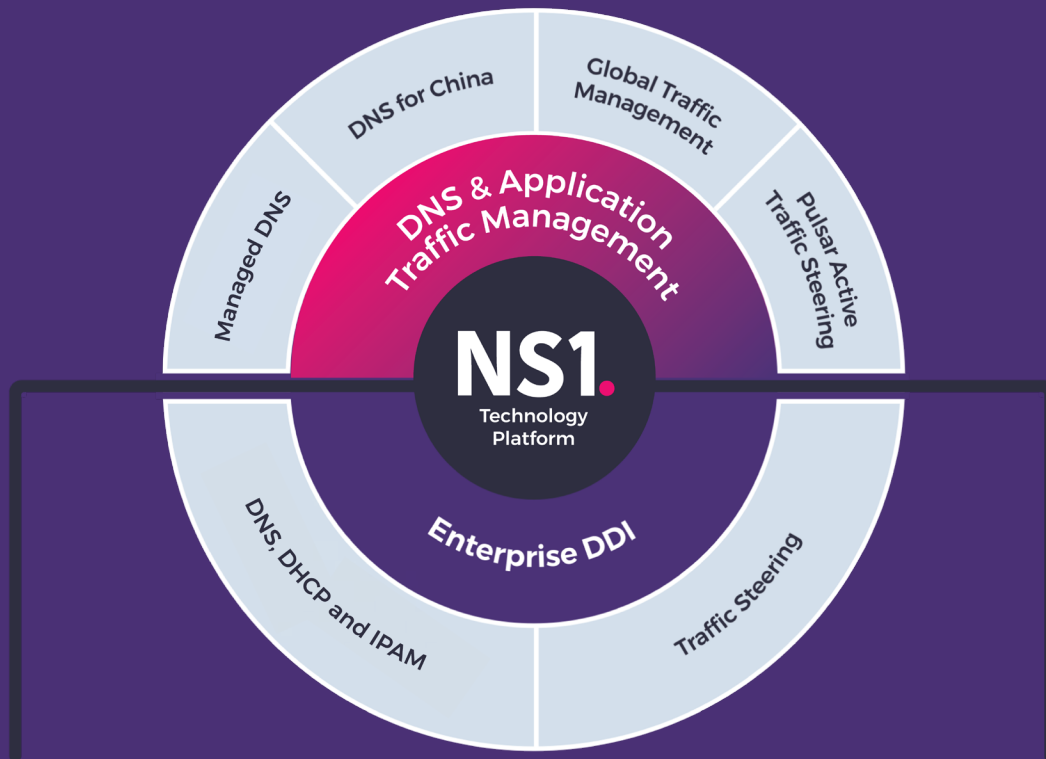 DNS for China
Global Traffic
Management
Managed DNS
Pulsar Active
Traffic Steering
DNS & Application
Traffic Management
NS1.
Technology
Platform
Enterprise DDI
DNS, DHCP and IPAM
Traffic Steering